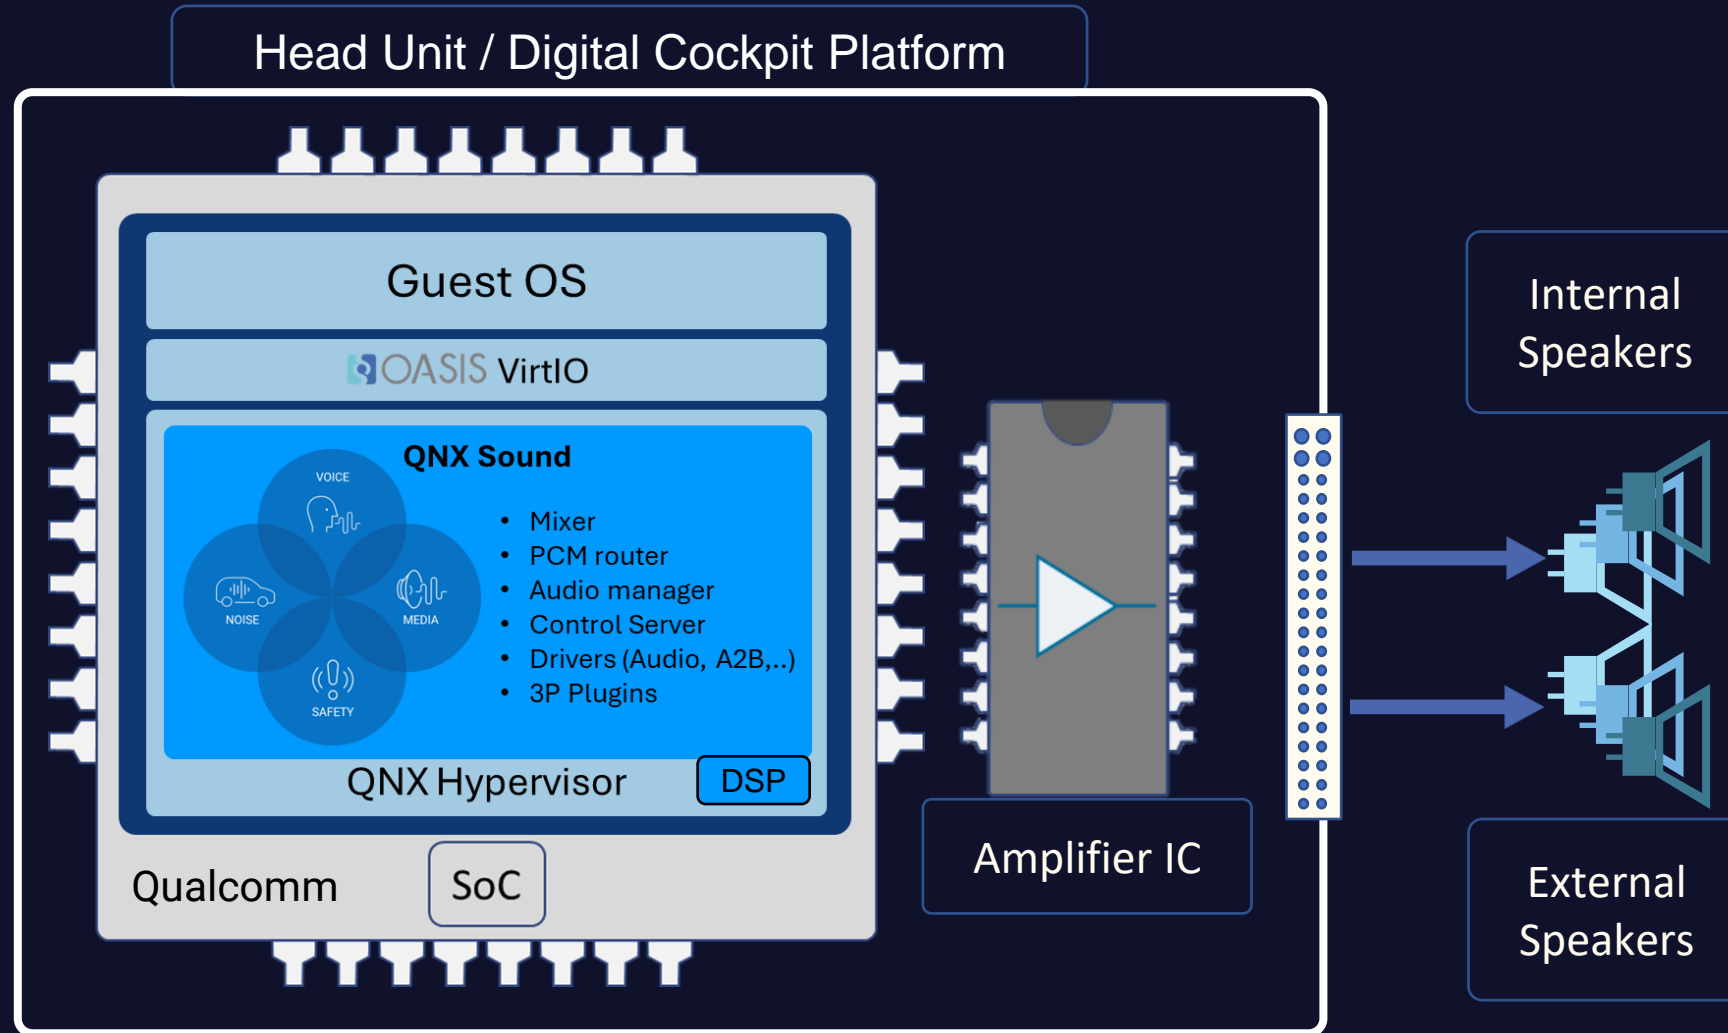 Head Unit / Digital Cockpit Platform
Guest OS
OASIS VirtIO
QNX Sound
VOICE
NOISE
MEDIA
SAFETY
• Mixer
• PCM router
• Audio manager
• Control Server
• Drivers (Audio, A2B,..)
• 3P Plugins
QNX Hypervisor
DSP
Qualcomm
SoC
Amplifier IC
Internal
Speakers
External
Speakers